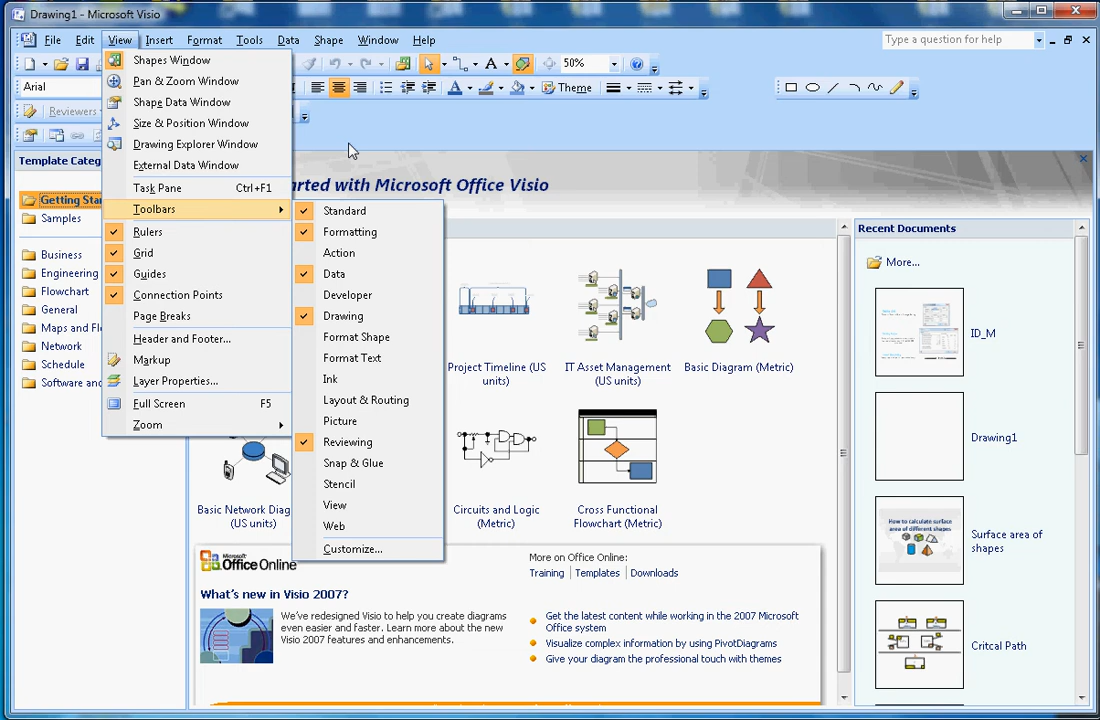 Drawing1 - Microsoft Visio
File Edit View Insert Format Tools Data Shape Window Help
Type a question for help
50%
Arial
Theme
Reviewers
Shapes Window
Pan & Zoom Window
Shape Data Window
Size & Position Window
Drawing Explorer Window
External Data Window
Task Pane Ctrl+F1
Toolbars
Rulers
Grid
Guides
Connection Points
Page Breaks
Header and Footer...
Markup
Layer Properties...
Full Screen F5
Zoom
Standard
Formatting
Action
Data
Developer
Drawing
Format Shape
Format Text
Ink
Layout & Routing
Picture
Reviewing
Snap & Glue
Stencil
View
Web
Customize...
Template Categ
Getting Sta
Samples
Business
Engineering
Flowchart
General
Maps and Fl
Network
Schedule
Software and
arted with Microsoft Office Visio
Project Timeline (US
units)
IT Asset Management
(US units)
Basic Diagram (Metric)
Basic Network Diag
(US units)
Circuits and Logic
(Metric)
Cross Functional
Flowchart (Metric)
Microsoft
Office Online
More on Office Online:
Training | Templates | Downloads
What's new in Visio 2007?
We've redesigned Visio to help you create diagrams
even easier and faster. Learn more about the new
Visio 2007 features and enhancements.
Get the latest content while working in the 2007 Microsoft
Office system
Visualize complex information by using PivotDiagrams
Give your diagram the professional touch with themes
Recent Documents
More...
ID_M
Drawing1
How to calculate surface
area of different shapes
Surface area of
shapes
Critcal Path